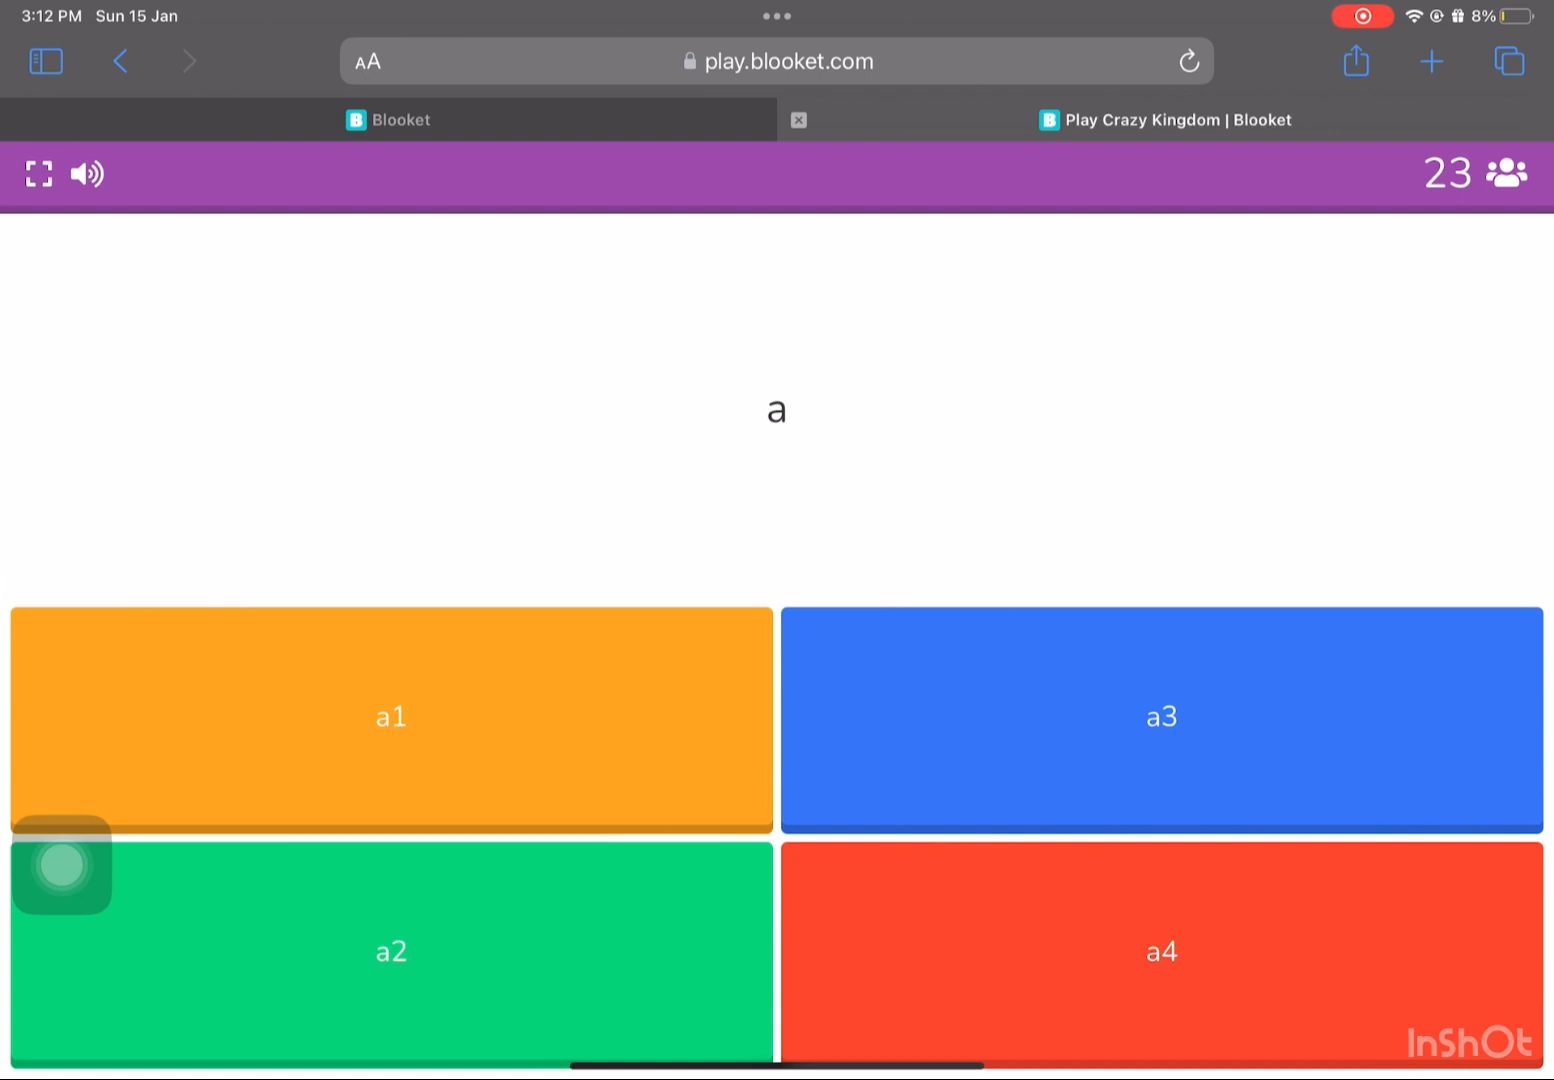 3:12 PM Sun 15 Jan
8%
AA
play.blooket.com
B Blooket
B Play Crazy Kingdom | Blooket
23
a
a1
a3
a2
a4
InShOt